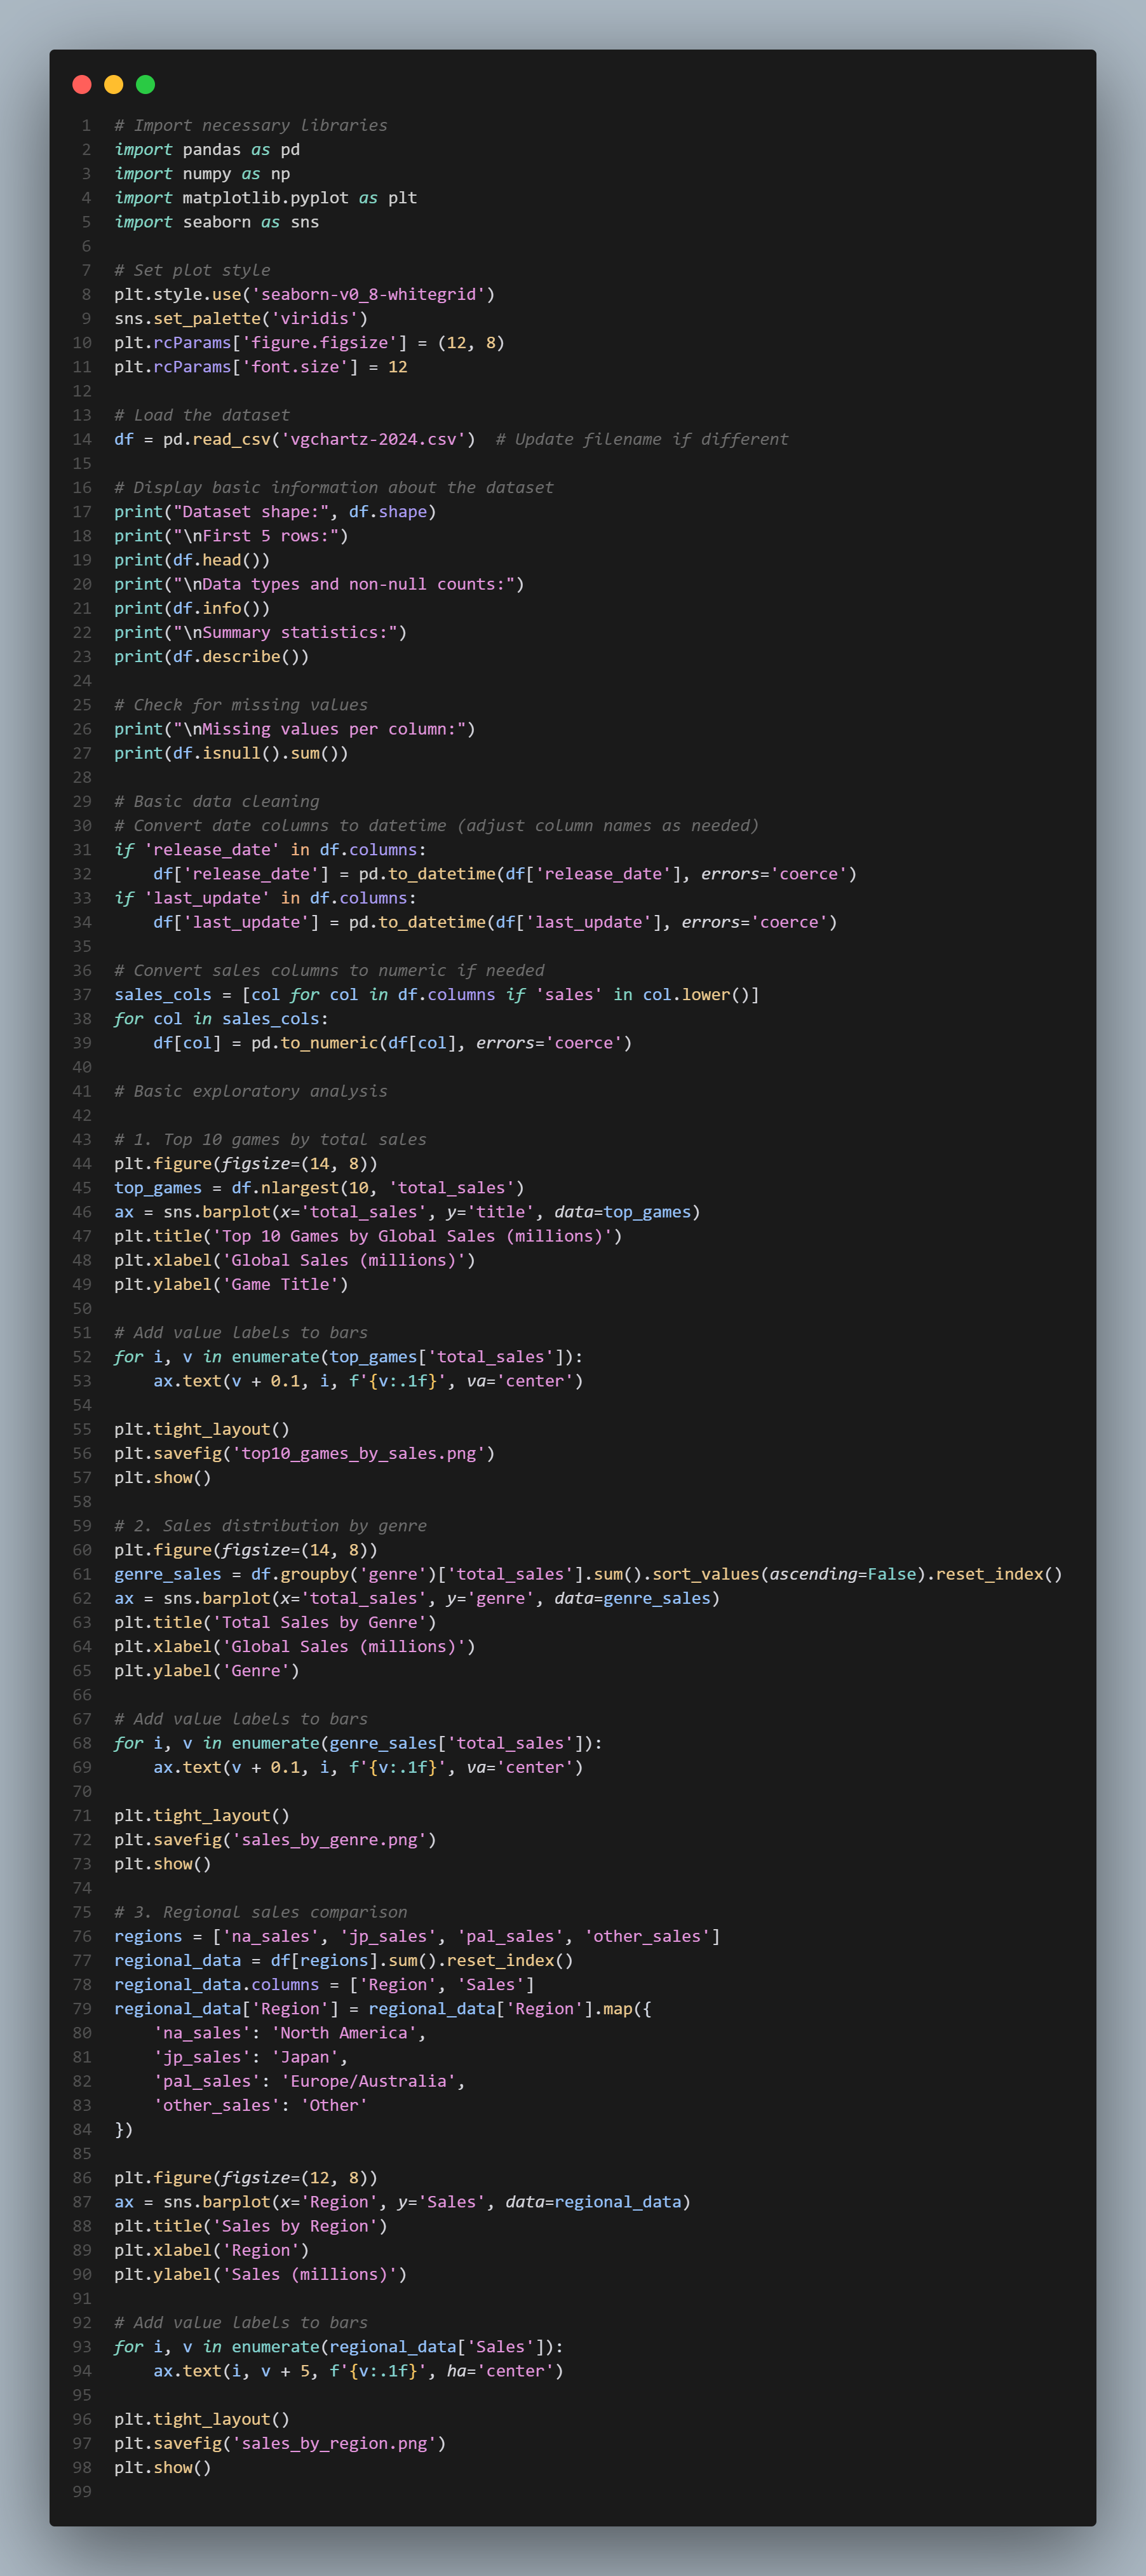 1 # Import necessary libraries
2 import pandas as pd
3 import numpy as np
4 import matplotlib.pyplot as plt
5 import seaborn as sns
6
7 # Set plot style
8 plt.style.use('seaborn-v0_8-whitegrid')
9 sns.set_palette('viridis')
10 plt.rcParams['figure.figsize'] = (12, 8)
11 plt.rcParams['font.size'] = 12
12
13 # Load the dataset
14 df = pd.read_csv('vgchartz-2024.csv')  # Update filename if different
15
16 # Display basic information about the dataset
17 print("Dataset shape:", df.shape)
18 print("\nFirst 5 rows:")
19 print(df.head())
20 print("\nData types and non-null counts:")
21 print(df.info())
22 print("\nSummary statistics:")
23 print(df.describe())
24
25 # Check for missing values
26 print("\nMissing values per column:")
27 print(df.isnull().sum())
28
29 # Basic data cleaning
30 # Convert date columns to datetime (adjust column names as needed)
31 if 'release_date' in df.columns:
32     df['release_date'] = pd.to_datetime(df['release_date'], errors='coerce')
33 if 'last_update' in df.columns:
34     df['last_update'] = pd.to_datetime(df['last_update'], errors='coerce')
35
36 # Convert sales columns to numeric if needed
37 sales_cols = [col for col in df.columns if 'sales' in col.lower()]
38 for col in sales_cols:
39     df[col] = pd.to_numeric(df[col], errors='coerce')
40
41 # Basic exploratory analysis
42
43 # 1. Top 10 games by total sales
44 plt.figure(figsize=(14, 8))
45 top_games = df.nlargest(10, 'total_sales')
46 ax = sns.barplot(x='total_sales', y='title', data=top_games)
47 plt.title('Top 10 Games by Global Sales (millions)')
48 plt.xlabel('Global Sales (millions)')
49 plt.ylabel('Game Title')
50
51 # Add value labels to bars
52 for i, v in enumerate(top_games['total_sales']):
53     ax.text(v + 0.1, i, f'{v:.1f}', va='center')
54
55 plt.tight_layout()
56 plt.savefig('top10_games_by_sales.png')
57 plt.show()
58
59 # 2. Sales distribution by genre
60 plt.figure(figsize=(14, 8))
61 genre_sales = df.groupby('genre')['total_sales'].sum().sort_values(ascending=False).reset_index()
62 ax = sns.barplot(x='total_sales', y='genre', data=genre_sales)
63 plt.title('Total Sales by Genre')
64 plt.xlabel('Global Sales (millions)')
65 plt.ylabel('Genre')
66
67 # Add value labels to bars
68 for i, v in enumerate(genre_sales['total_sales']):
69     ax.text(v + 0.1, i, f'{v:.1f}', va='center')
70
71 plt.tight_layout()
72 plt.savefig('sales_by_genre.png')
73 plt.show()
74
75 # 3. Regional sales comparison
76 regions = ['na_sales', 'jp_sales', 'pal_sales', 'other_sales']
77 regional_data = df[regions].sum().reset_index()
78 regional_data.columns = ['Region', 'Sales']
79 regional_data['Region'] = regional_data['Region'].map({
80     'na_sales': 'North America',
81     'jp_sales': 'Japan',
82     'pal_sales': 'Europe/Australia',
83     'other_sales': 'Other'
84 })
85
86 plt.figure(figsize=(12, 8))
87 ax = sns.barplot(x='Region', y='Sales', data=regional_data)
88 plt.title('Sales by Region')
89 plt.xlabel('Region')
90 plt.ylabel('Sales (millions)')
91
92 # Add value labels to bars
93 for i, v in enumerate(regional_data['Sales']):
94     ax.text(i, v + 5, f'{v:.1f}', ha='center')
95
96 plt.tight_layout()
97 plt.savefig('sales_by_region.png')
98 plt.show()
99